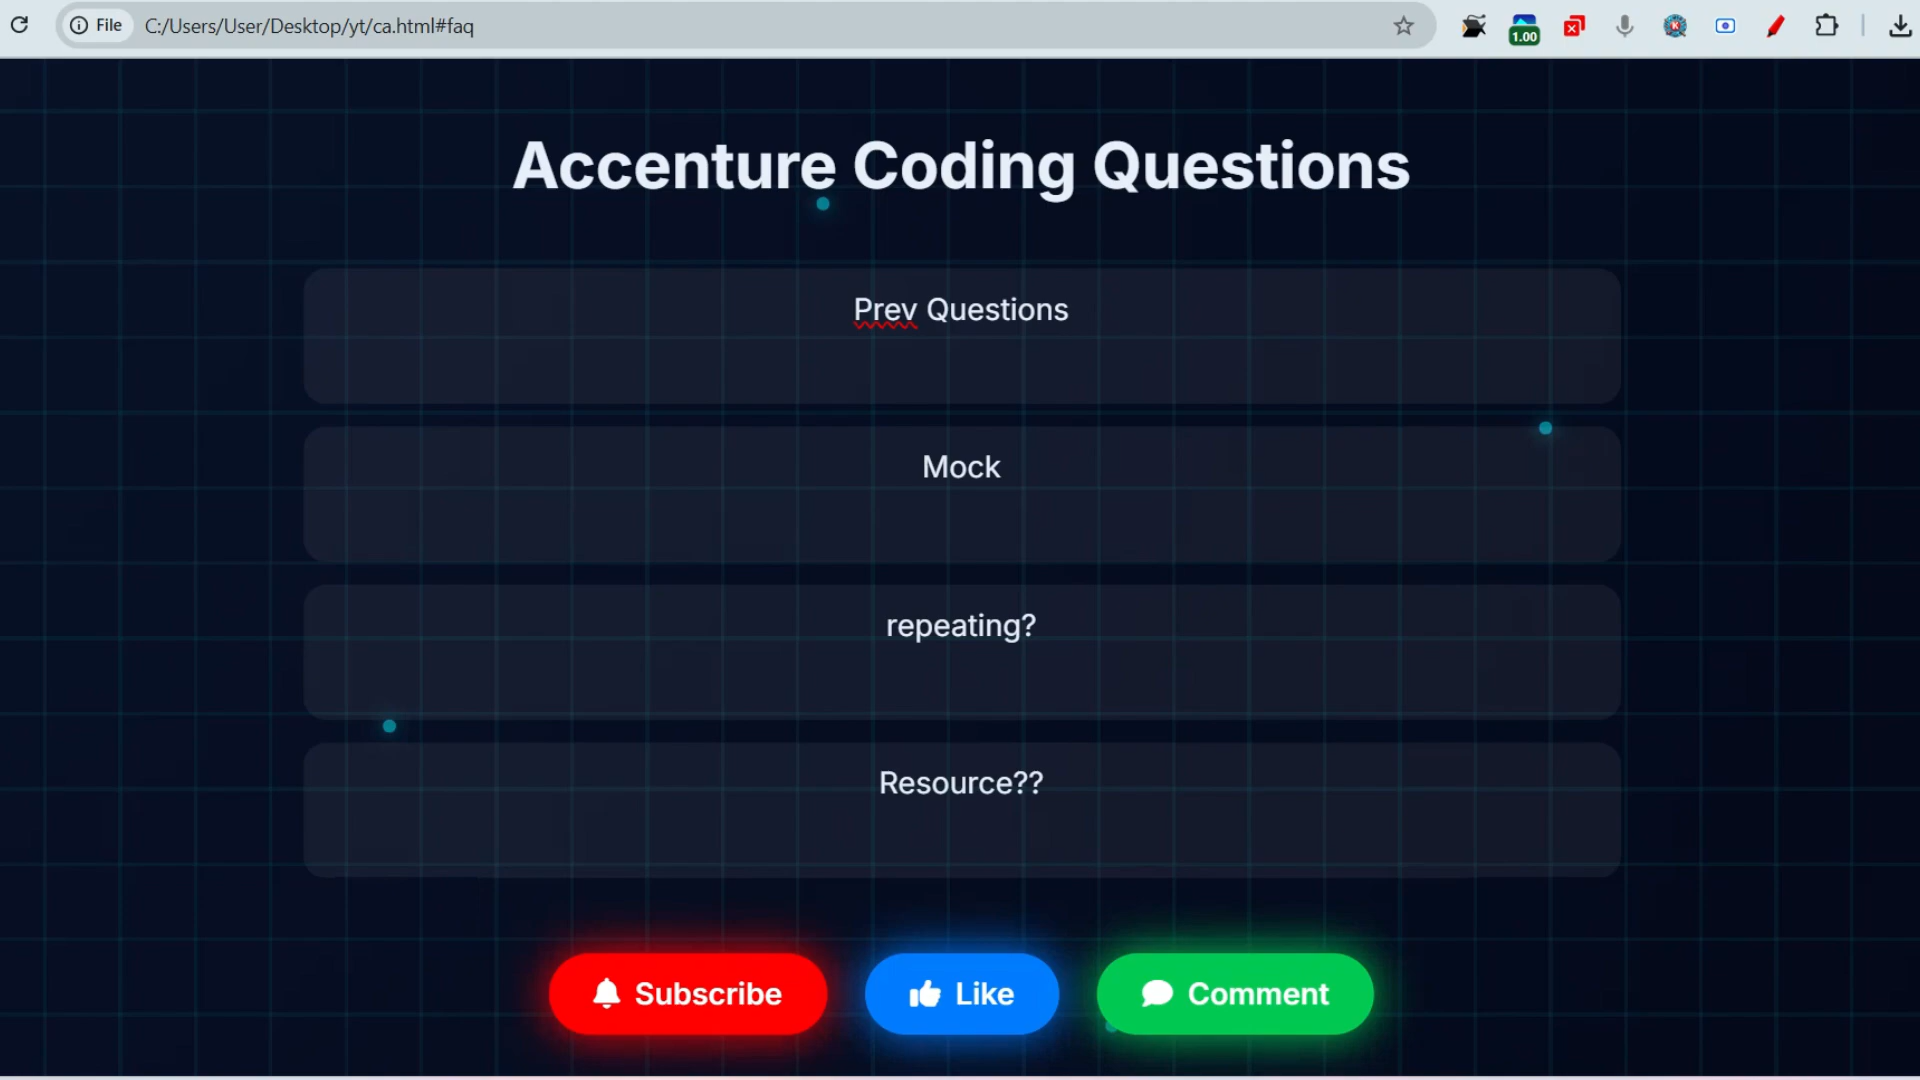 File C:/Users/User/Desktop/yt/ca.html#faq
1.00
Accenture Coding Questions
Prev Questions
Mock
repeating?
Resource??
Subscribe Like Comment